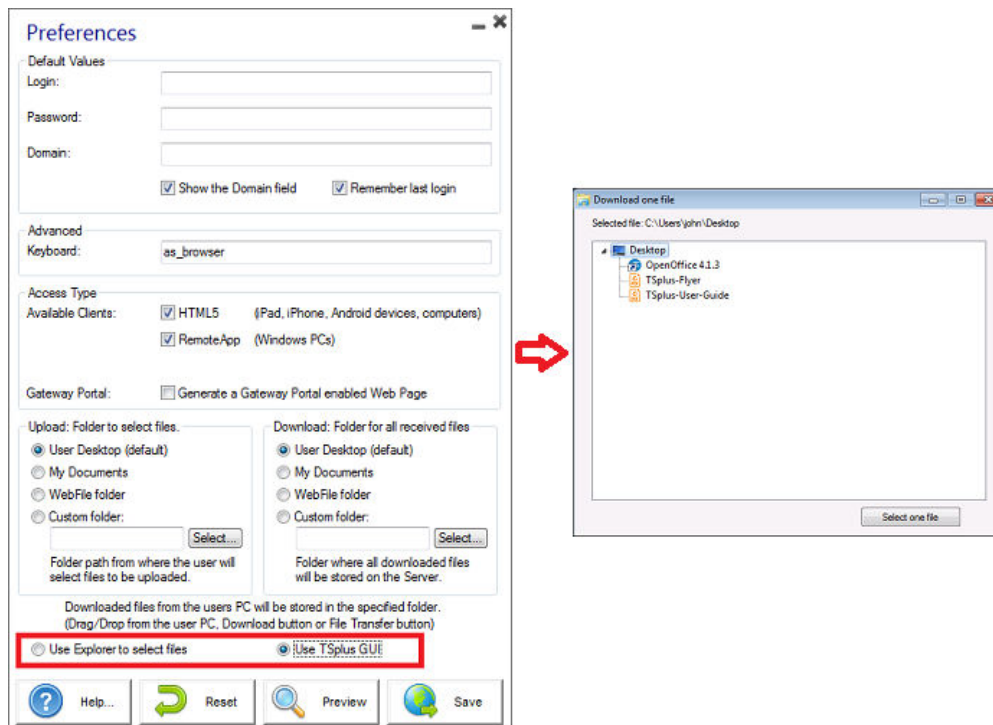 Preferences
Default Values
Login:
Password:
Domain:
Show the Domain field Remember last login
Advanced
Keyboard: as_browser
Access Type
Available Clients: HTML5 (iPad, iPhone, Android devices, computers)
RemoteApp (Windows PCs)
Gateway Portal: Generate a Gateway Portal enabled Web Page
Upload: Folder to select files.
User Desktop (default)
My Documents
WebFile folder
Custom folder:
Select...
Folder path from where the user will
select files to be uploaded.
Download: Folder for all received files
User Desktop (default)
My Documents
WebFile folder
Custom folder:
Select...
Folder where all downloaded files
will be stored on the Server.
Downloaded files from the users PC will be stored in the specified folder.
(Drag/Drop from the user PC, Download button or File Transfer button)
Use Explorer to select files Use TSplus GUI
Help... Reset Preview Save
Download one file
Selected file: C:\Users\john\Desktop
Desktop
OpenOffice 4.1.3
TSplus-Flyer
TSplus-User-Guide
Select one file